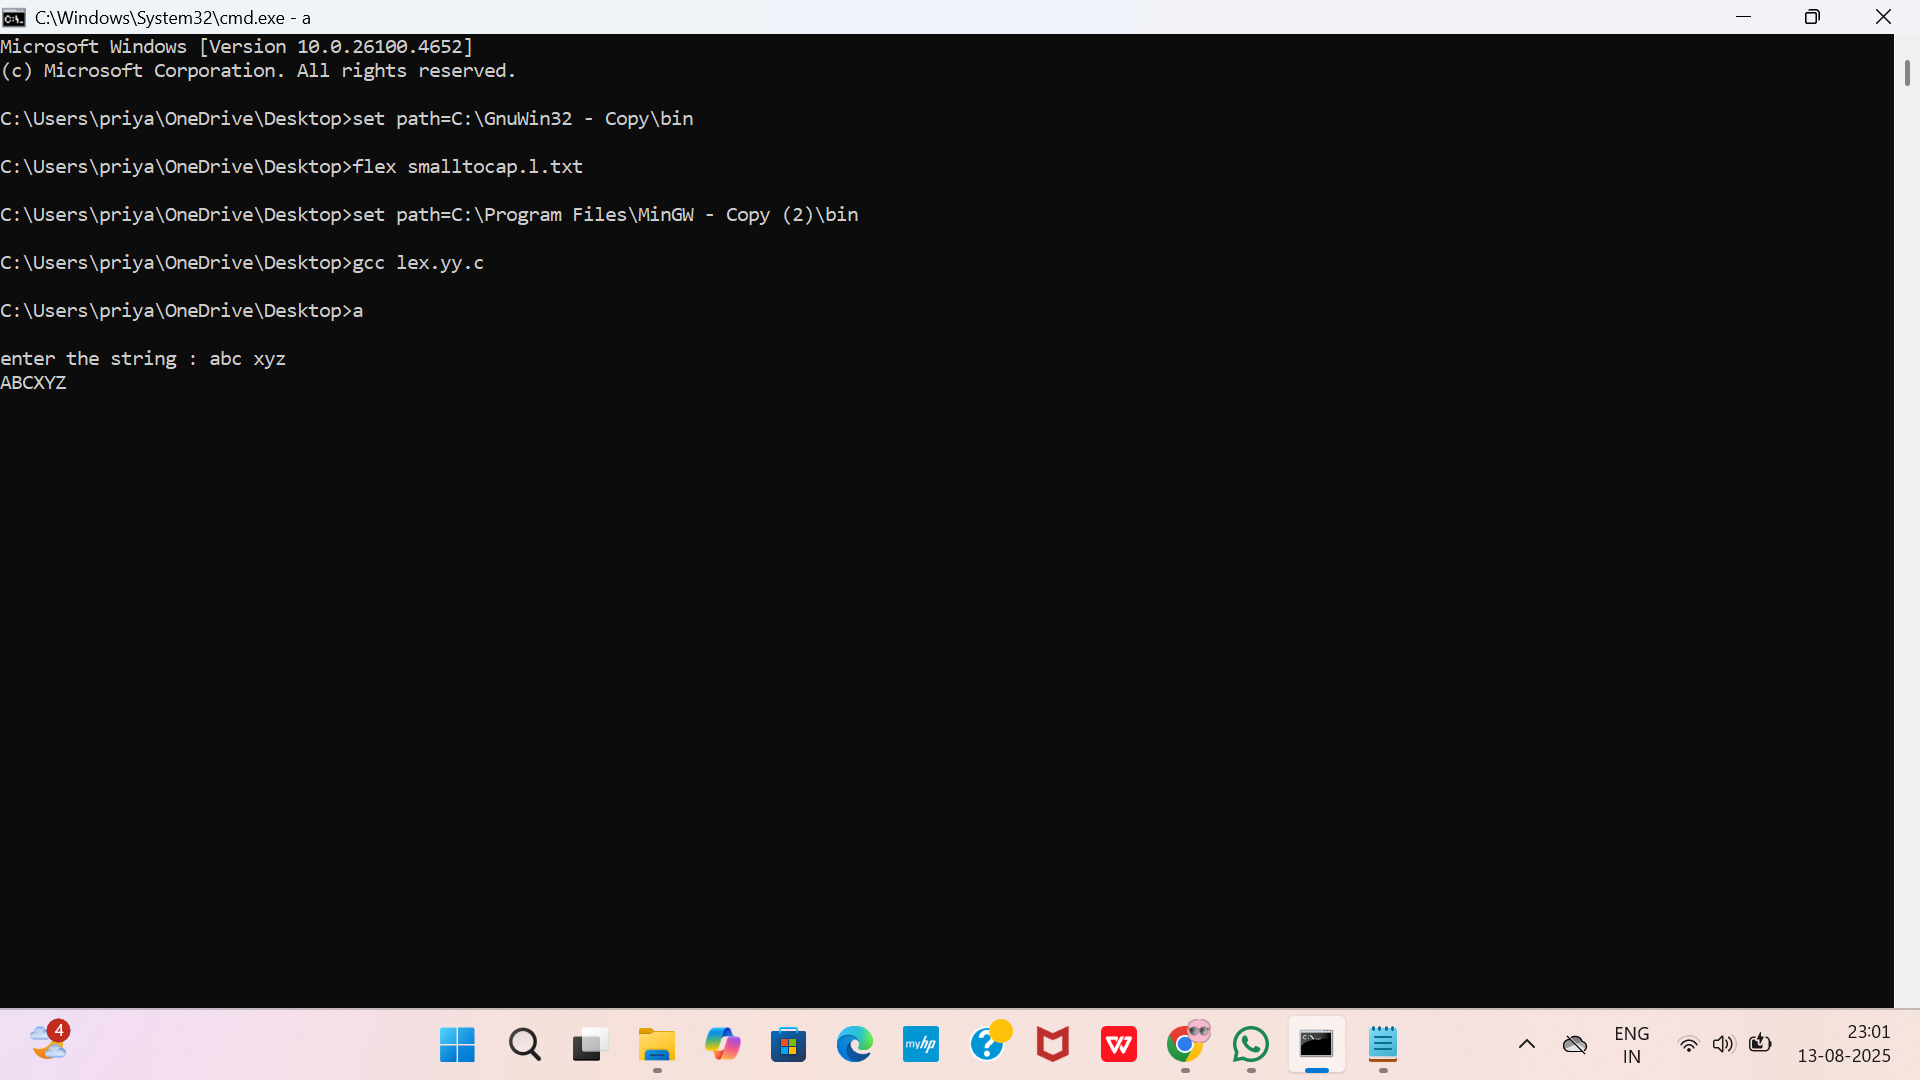 C:\Windows\System32\cmd.exe - a
Microsoft Windows [Version 10.0.26100.4652]
(c) Microsoft Corporation. All rights reserved.
C:\Users\priya\OneDrive\Desktop>set path=C:\GnuWin32 - Copy\bin
C:\Users\priya\OneDrive\Desktop>flex smalltocap.l.txt
C:\Users\priya\OneDrive\Desktop>set path=C:\Program Files\MinGW - Copy (2)\bin
C:\Users\priya\OneDrive\Desktop>gcc lex.yy.c
C:\Users\priya\OneDrive\Desktop>a
enter the string : abc xyz
ABCXYZ
4
myhp
ENG
IN
23:01
13-08-2025